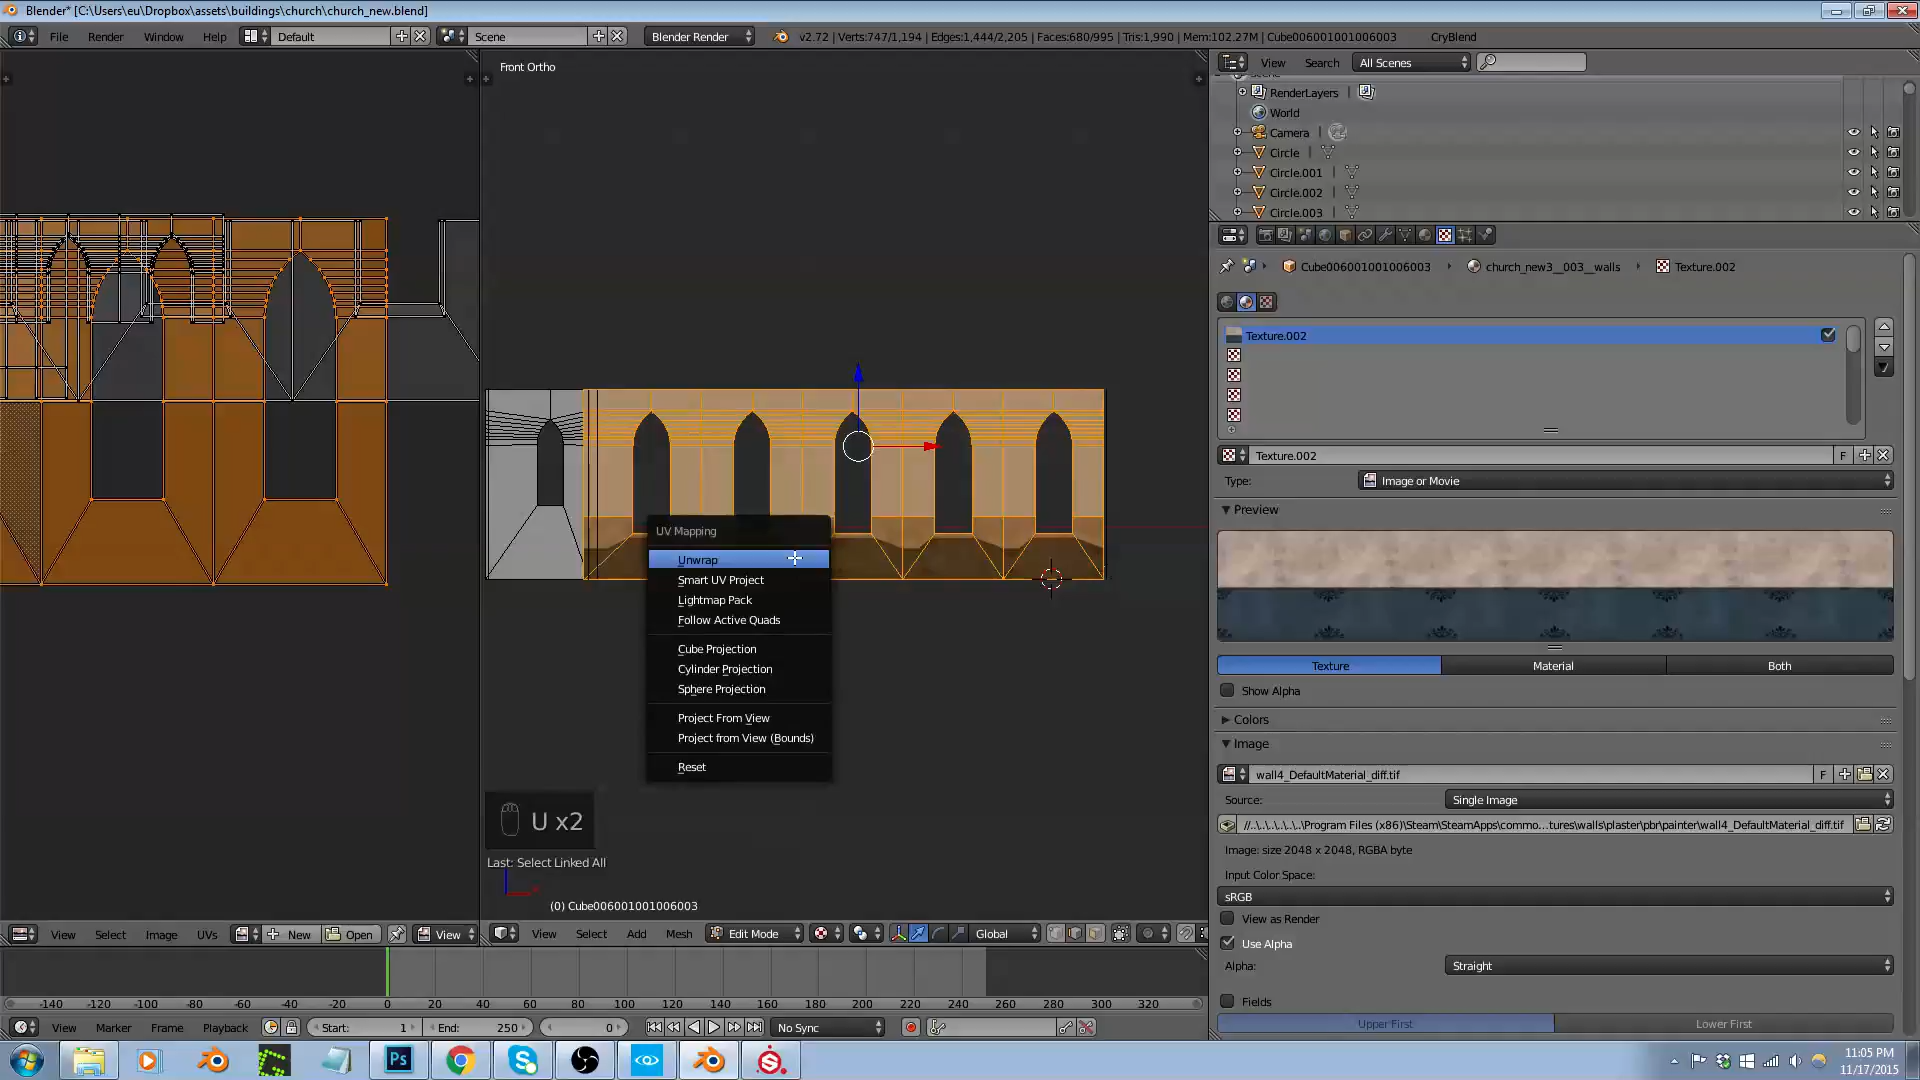 Blender* [C:\Users\eu\Dropbox\assets\buildings\church\church_new.blend]
File Render Window Help Default Scene Blender Render v2.72 | Verts:747/1,194 | Edges:1,444/2,205 | Faces:680/995 | Tris:1,990 | Mem:102.27M | Cube006001001006003 CryBlend
Front Ortho
View Search All Scenes
RenderLayers
World
Camera
Circle
Circle.001
Circle.002
Circle.003
Cube006001001006003 church_new3__003__walls Texture.002
Texture.002
Texture.002 F
Type: Image or Movie
Preview
Texture Material Both
Show Alpha
Colors
Image
wall4_DefaultMaterial_diff.tif F
Source: Single Image
//..\..\..\..\..\..\Program Files (x86)\Steam\SteamApps\commo...tures\walls\plaster\pbr\painter\wall4_DefaultMaterial_diff.tif
Image: size 2048 x 2048, RGBA byte
Input Color Space:
sRGB
View as Render
Use Alpha
Alpha: Straight
Fields
Upper First Lower First
UV Mapping
Unwrap
Smart UV Project
Lightmap Pack
Follow Active Quads
Cube Projection
Cylinder Projection
Sphere Projection
Project From View
Project from View (Bounds)
Reset
U x2
Last: Select Linked All
(0) Cube006001001006003
View Select Image UVs New Open View
View Select Add Mesh Edit Mode Global
-140 -120 -100 -80 -60 -40 -20 0 20 40 60 80 100 120 140 160 180 200 220 240 260 280 300 320
View Marker Frame Playback Start: 1 End: 250 0 No Sync
Ps
11:05 PM
11/17/2015